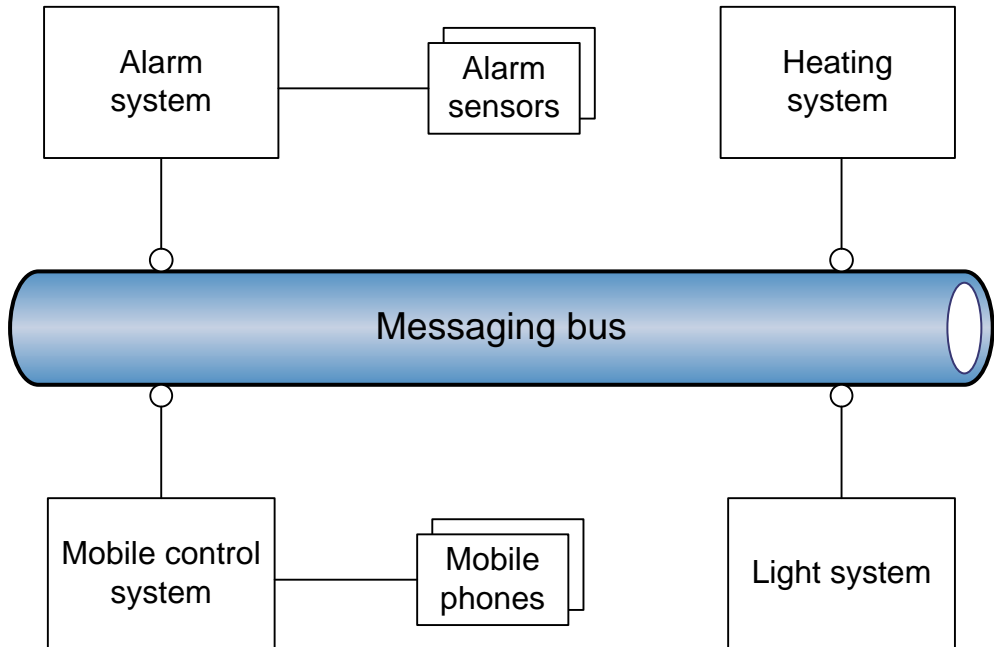 Alarm
system
Alarm
sensors
Heating
system
Messaging bus
Mobile control
system
Mobile
phones
Light system